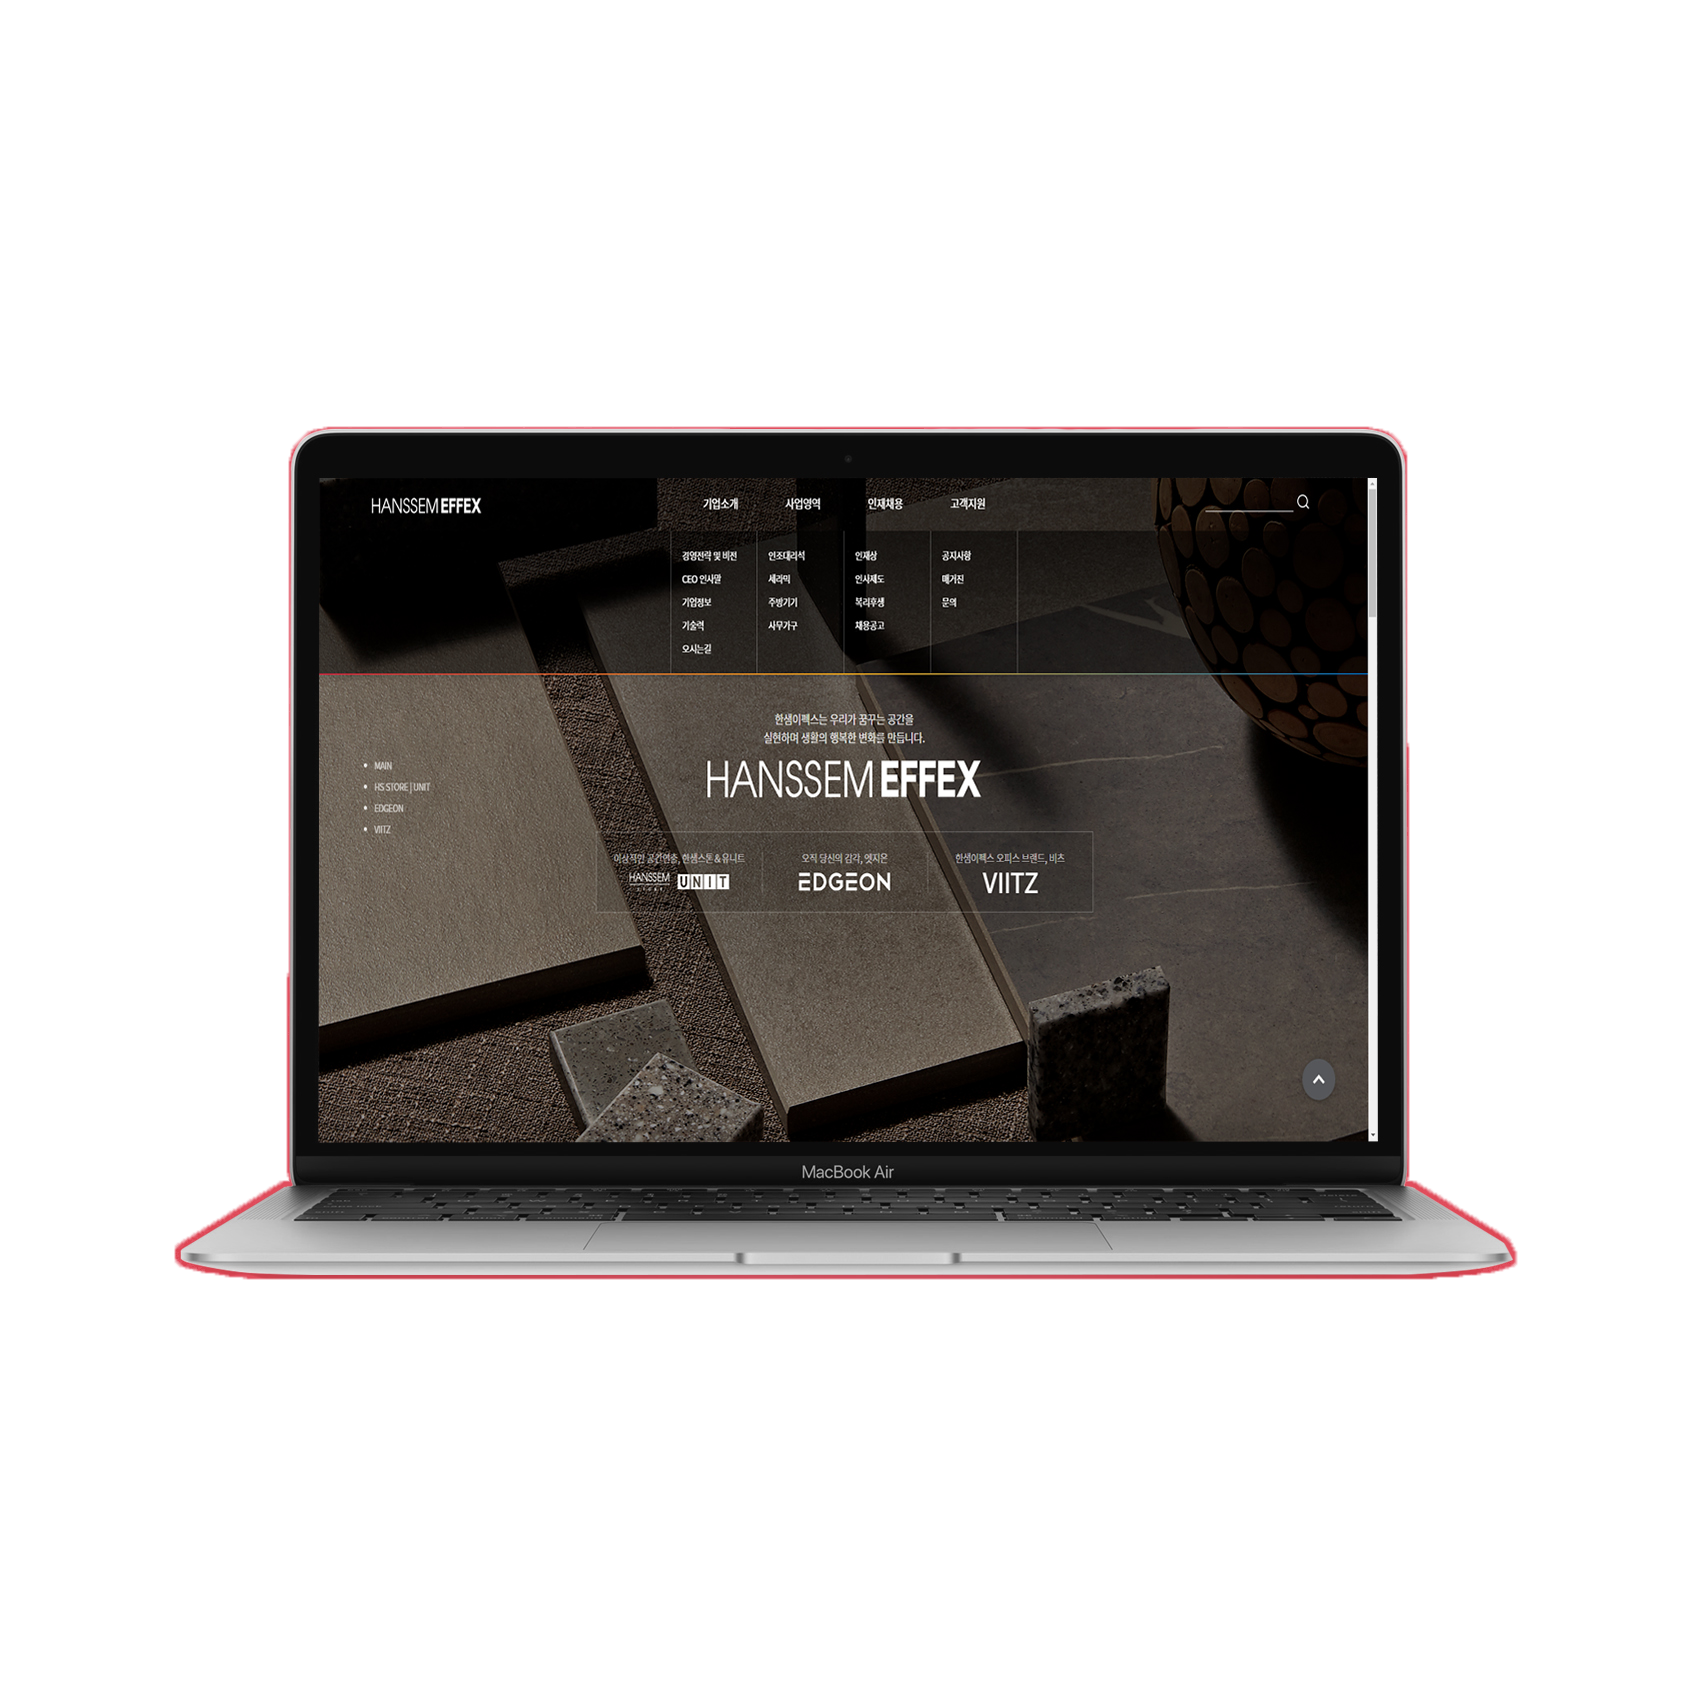 HANSSEM EFFEX
기업소개 사업영역 인재채용 고객지원
경영전략 및 비전 인조대리석 인재상 공지사항
CEO 인사말 세라믹 인사제도 매거진
기업정보 주방기기 복리후생 문의
기술력 사무가구 채용공고
오시는길
한샘이펙스는 우리가 꿈꾸는 공간을
실현하며 생활의 행복한 변화를 만듭니다.
HANSSEM EFFEX
MAIN
HS STORE | UNIT
EDGEON
VIITZ
이상적인 공간연출, 한샘스톤 & 유니트
HANSSEM
UNIT
오직 당신의 감각, 엣지온
EDGEON
한샘이펙스 오피스 브랜드, 비츠
VIITZ
MacBook Air